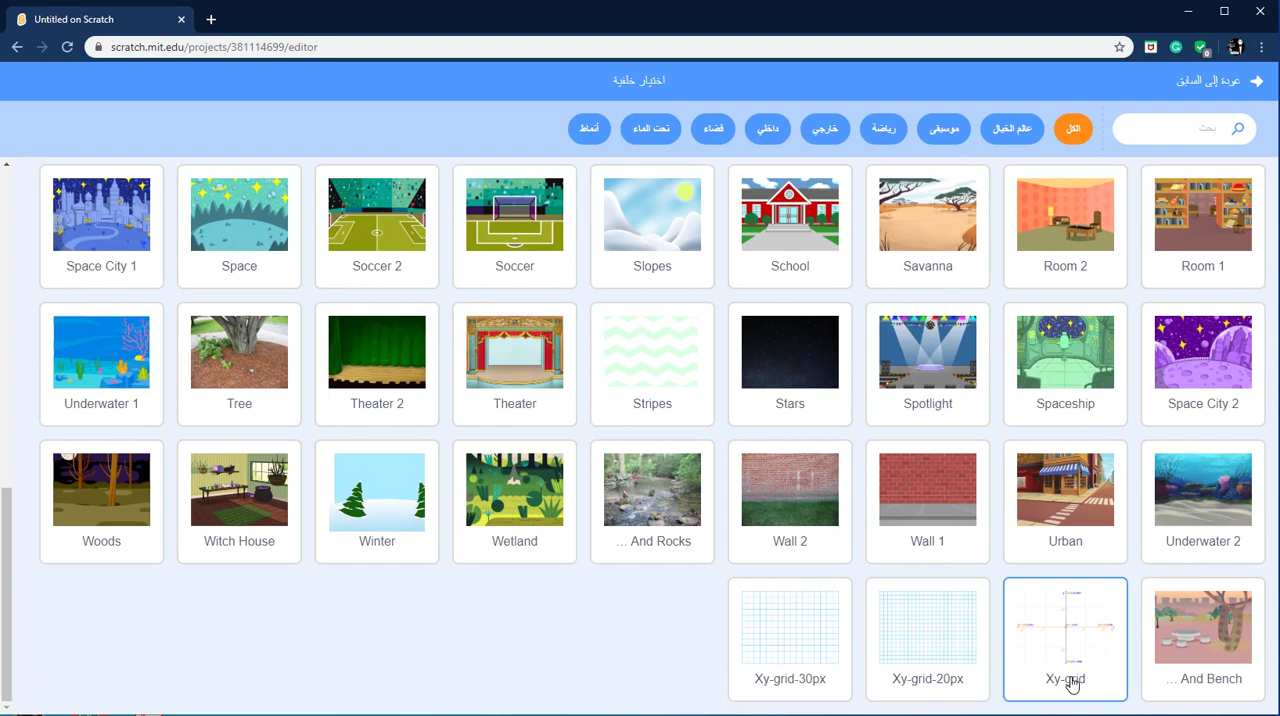 Untitled on Scratch
scratch.mit.edu/projects/381114699/editor
0
عودة إلى السابق
اختيار خلفية
بحث
الكل
عالم الخيال
موسيقى
رياضة
خارجي
داخلي
فضاء
تحت الماء
أنماط
Room 1
Room 2
Savanna
School
Slopes
Soccer
Soccer 2
Space
Space City 1
Space City 2
Spaceship
Spotlight
Stars
Stripes
Theater
Theater 2
Tree
Underwater 1
Underwater 2
Urban
Wall 1
Wall 2
... And Rocks
Wetland
Winter
Witch House
Woods
... And Bench
Xy-grid
Xy-grid-20px
Xy-grid-30px